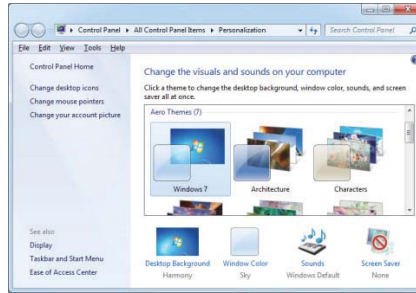 Control Panel ▸ All Control Panel Items ▸ Personalization
Search Control Panel
File Edit View Tools Help
Control Panel Home
Change desktop icons
Change mouse pointers
Change your account picture
Change the visuals and sounds on your computer
Click a theme to change the desktop background, window color, sounds, and screen
saver all at once.
Aero Themes (7)
Windows 7
Architecture
Characters
See also
Display
Taskbar and Start Menu
Ease of Access Center
Desktop Background
Harmony
Window Color
Sky
Sounds
Windows Default
Screen Saver
None